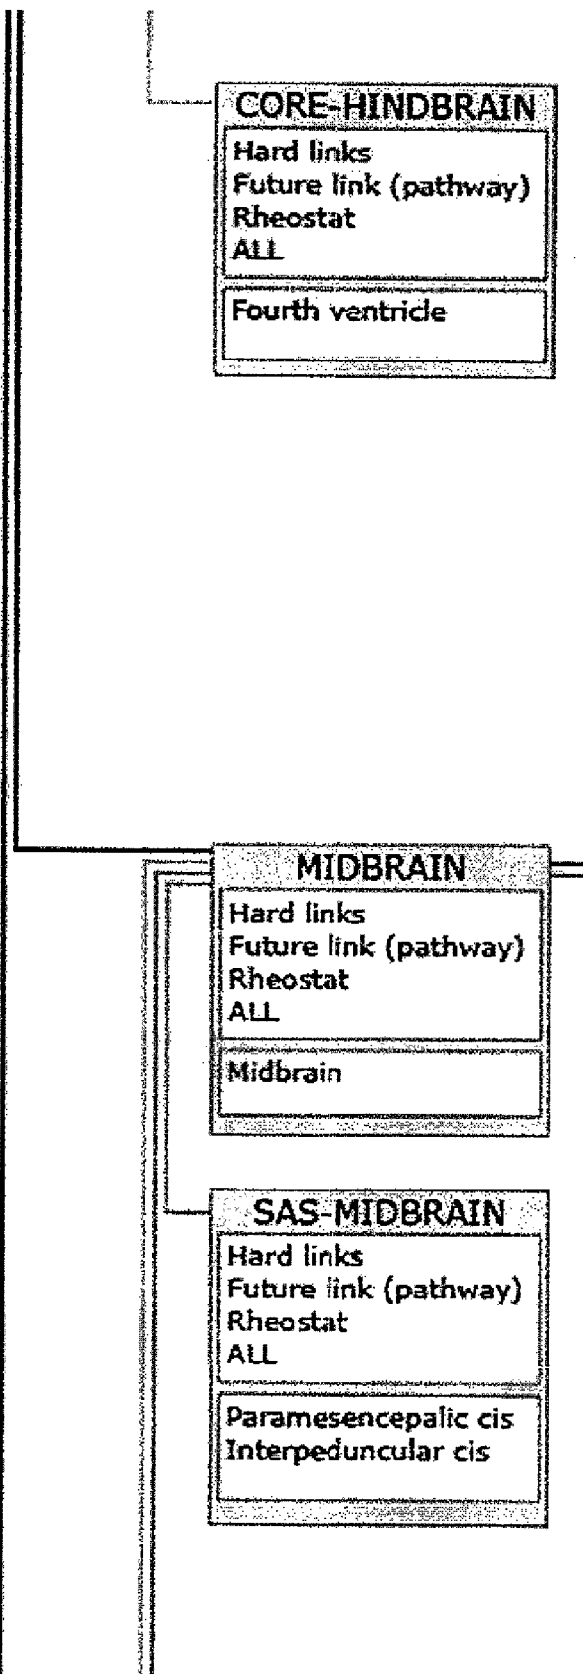 CORE-HINDBRAIN
Hard links
Future link (pathway)
Rheostat
ALL
Fourth ventricle
MIDBRAIN
Hard links
Future link (pathway)
Rheostat
ALL
Midbrain
SAS-MIDBRAIN
Hard links
Future link (pathway)
Rheostat
ALL
Paramesencepalic cis
Interpeduncular cis